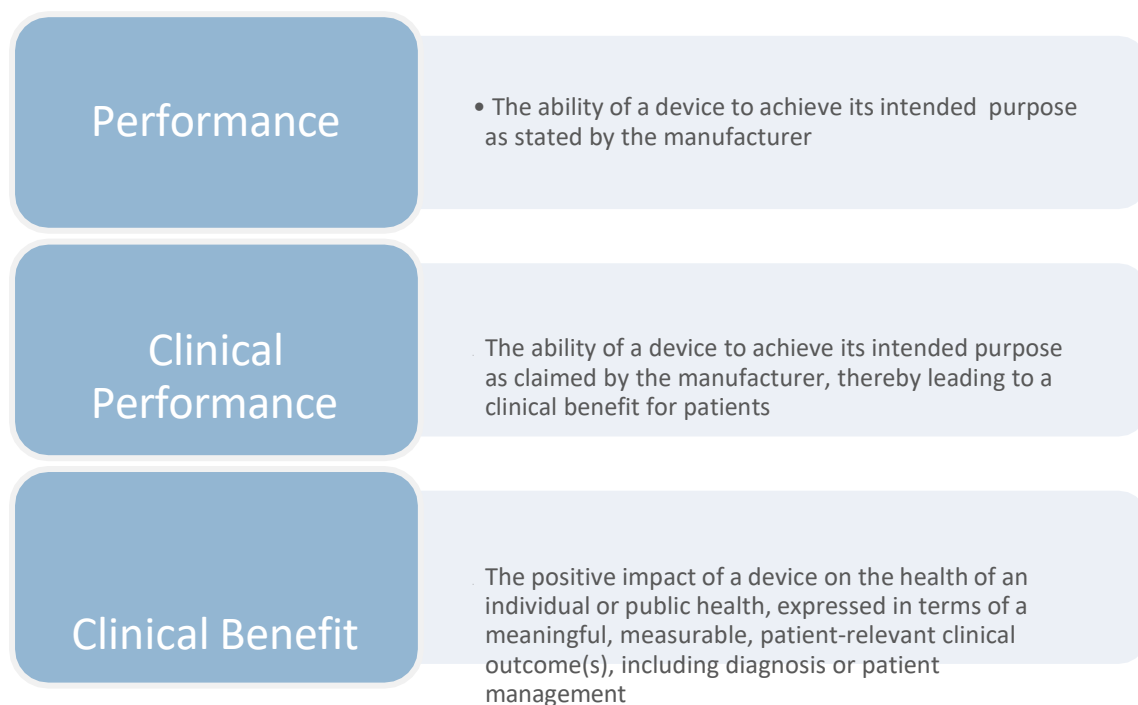 Performance
• The ability of a device to achieve its intended purpose
as stated by the manufacturer
Clinical
Performance
The ability of a device to achieve its intended purpose
as claimed by the manufacturer, thereby leading to a
clinical benefit for patients
Clinical Benefit
The positive impact of a device on the health of an
individual or public health, expressed in terms of a
meaningful, measurable, patient-relevant clinical
outcome(s), including diagnosis or patient
management